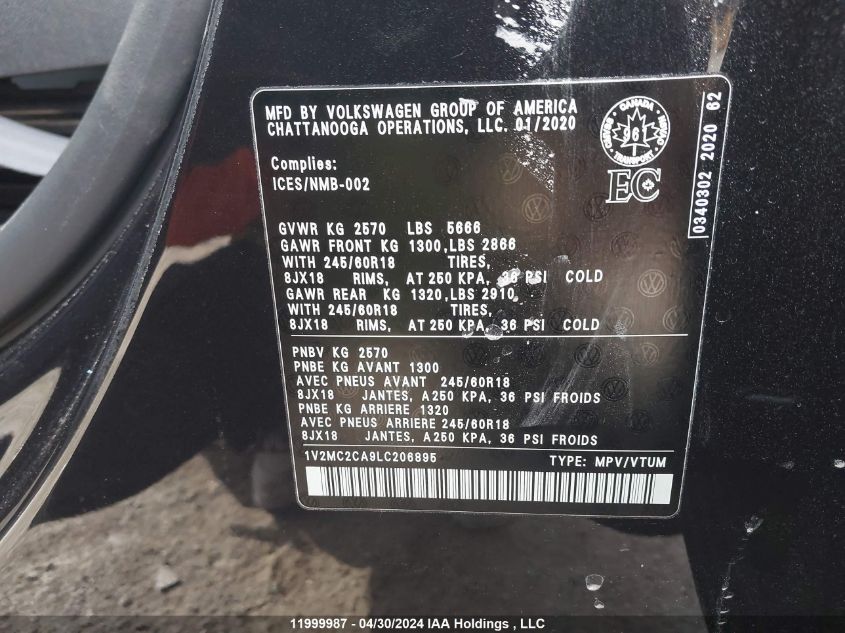 MFD BY VOLKSWAGEN GROUP OF AMERICA
CHATTANOOGA OPERATIONS, LLC. 01/2020
Complies:
ICES/NMB-002
CANADA
96
TRANSPORT
EC
0340302 2020 62
GVWR KG 2570 LBS 5666
GAWR FRONT KG 1300,LBS 2866
WITH 245/60R18 TIRES,
8JX18 RIMS, AT 250 KPA, 36 PSI COLD
GAWR REAR KG 1320,LBS 2910,
WITH 245/60R18 TIRES,
8JX18 RIMS, AT 250 KPA, 36 PSI COLD
PNBV KG 2570
PNBE KG AVANT 1300
AVEC PNEUS AVANT 245/60R18
8JX18 JANTES, A 250 KPA, 36 PSI FROIDS
PNBE KG ARRIERE 1320
AVEC PNEUS ARRIERE 245/60R18
8JX18 JANTES, A 250 KPA, 36 PSI FROIDS
1V2MC2CA9LC206895 TYPE: MPV/VTUM
11999987 - 04/30/2024 IAA Holdings , LLC